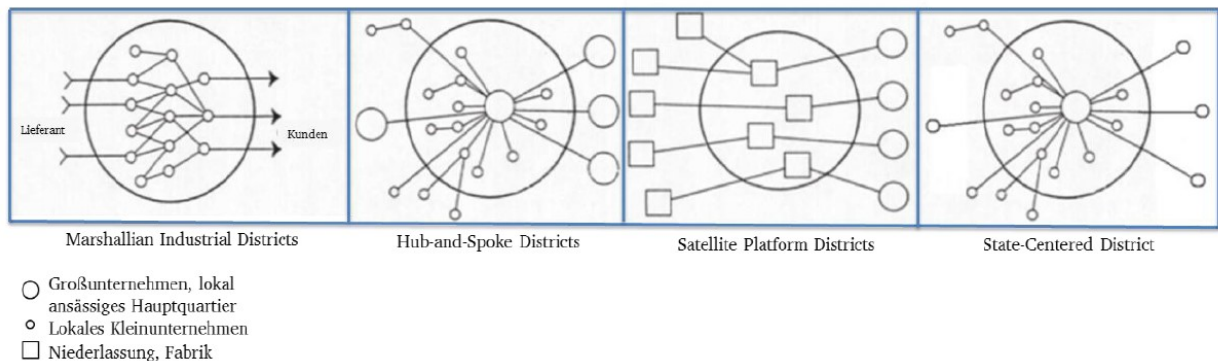 Lieferant
Kunden
Marshallian Industrial Districts
Hub-and-Spoke Districts
Satellite Platform Districts
State-Centered District
Großunternehmen, lokal
ansässiges Hauptquartier
Lokales Kleinunternehmen
Niederlassung, Fabrik